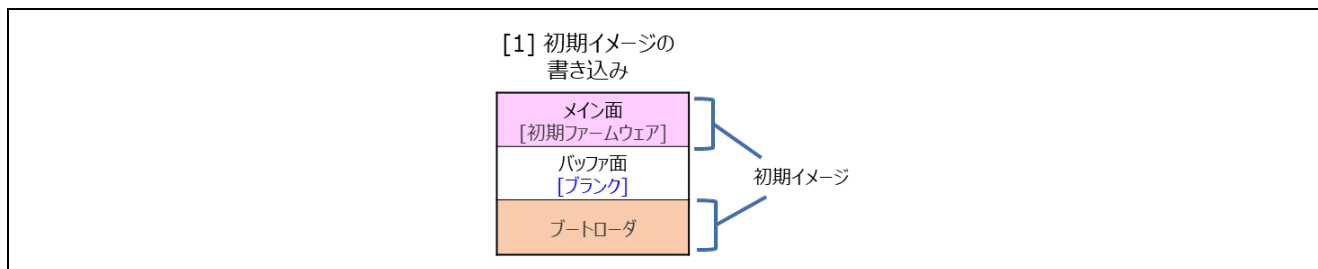 [1] 初期イメージの
書き込み
メイン面
[初期ファームウェア]
バッファ面
[ブランク]
初期イメージ
ブートローダ